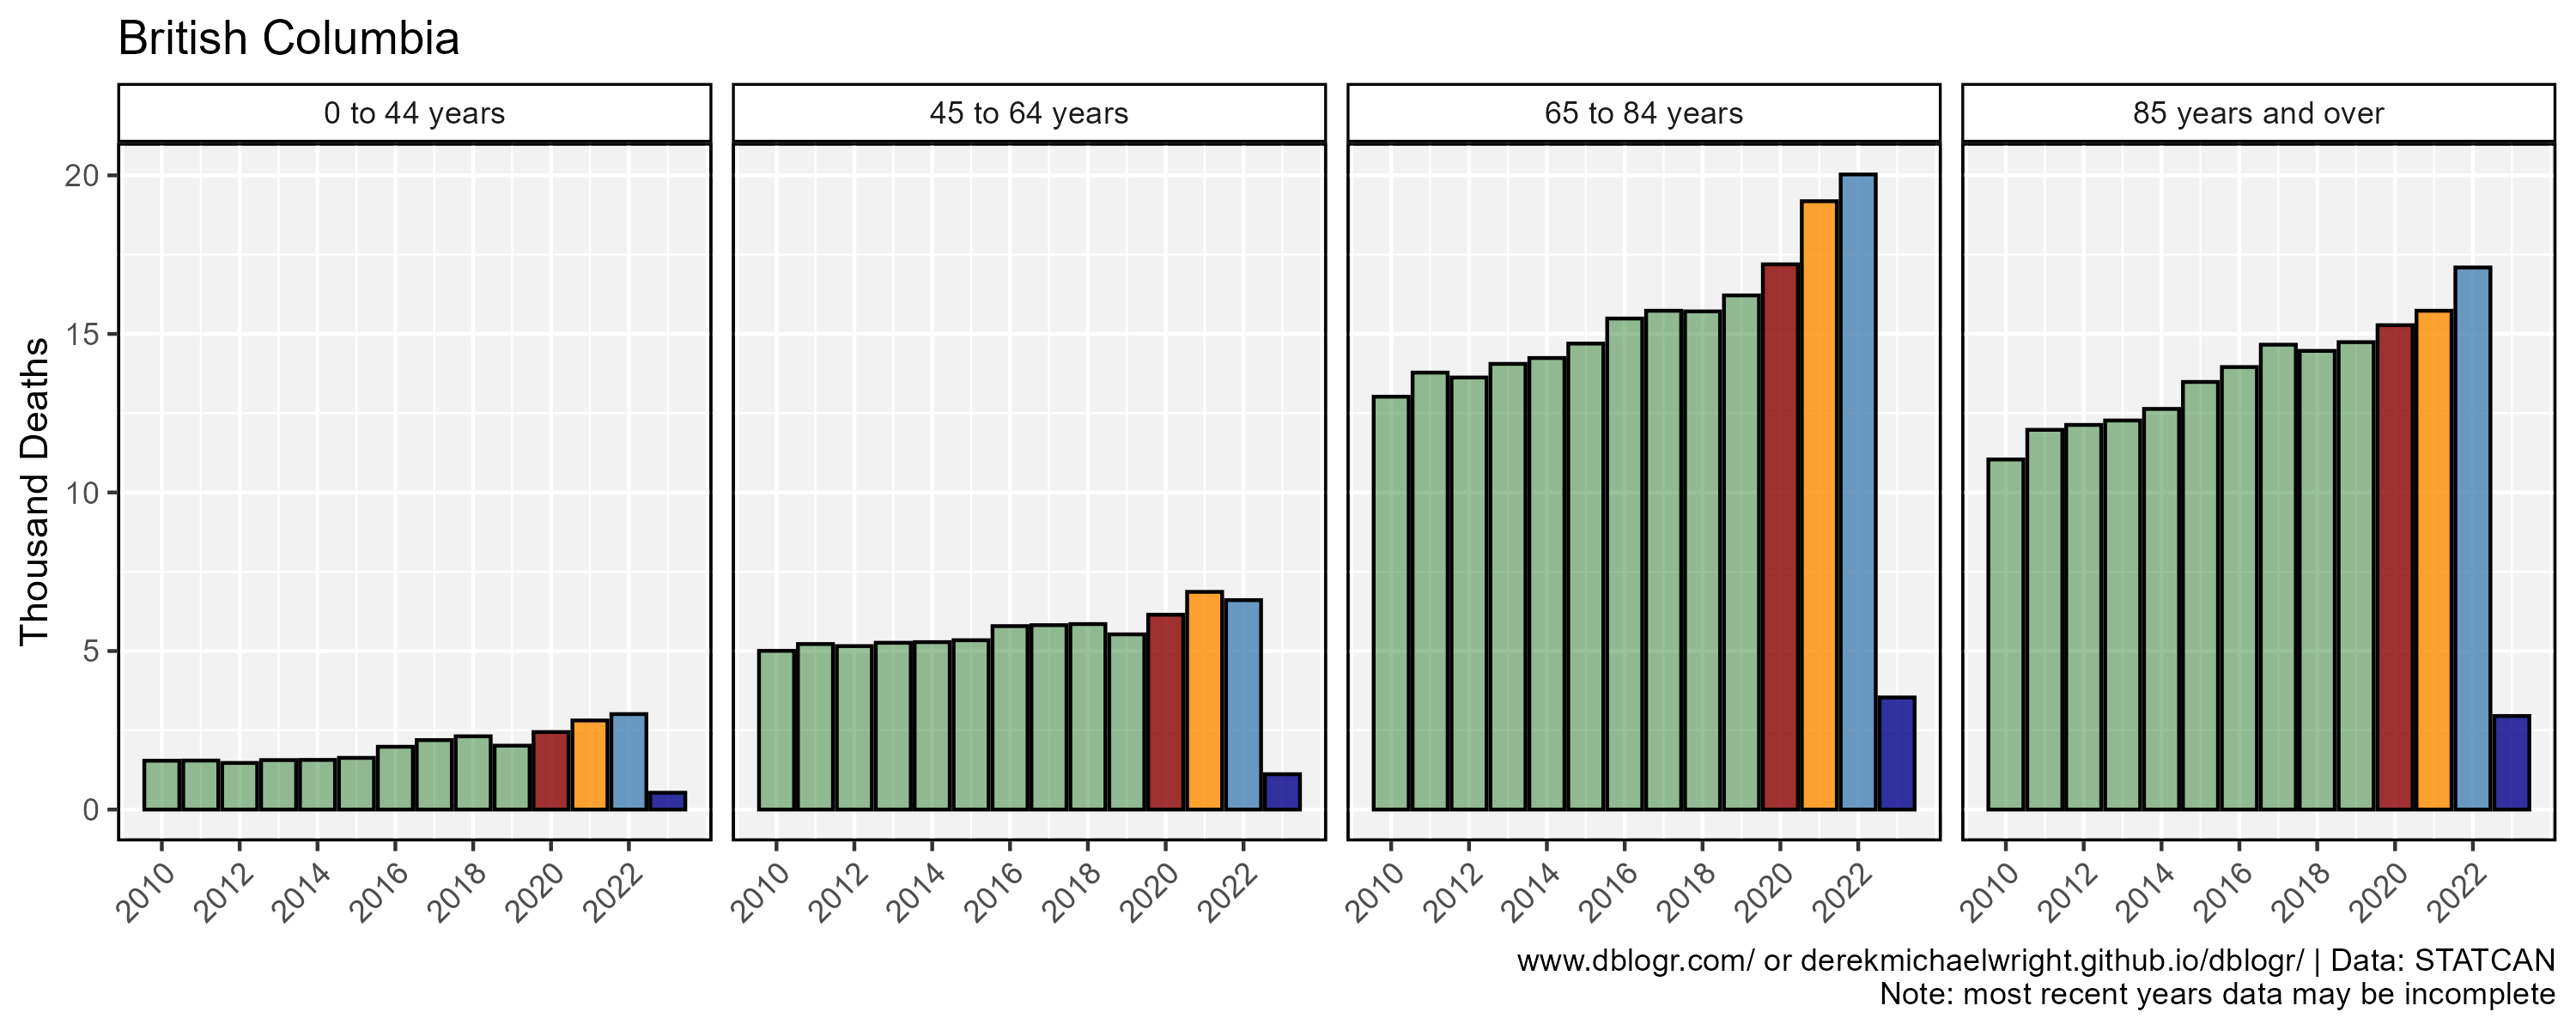 British Columbia
0 to 44 years
45 to 64 years
65 to 84 years
85 years and over
Thousand Deaths
20
15
10
5
0
2010 2012 2014 2016 2018 2020 2022
2010 2012 2014 2016 2018 2020 2022
2010 2012 2014 2016 2018 2020 2022
2010 2012 2014 2016 2018 2020 2022
www.dblogr.com/ or derekmichaelwright.github.io/dblogr/ | Data: STATCAN
Note: most recent years data may be incomplete